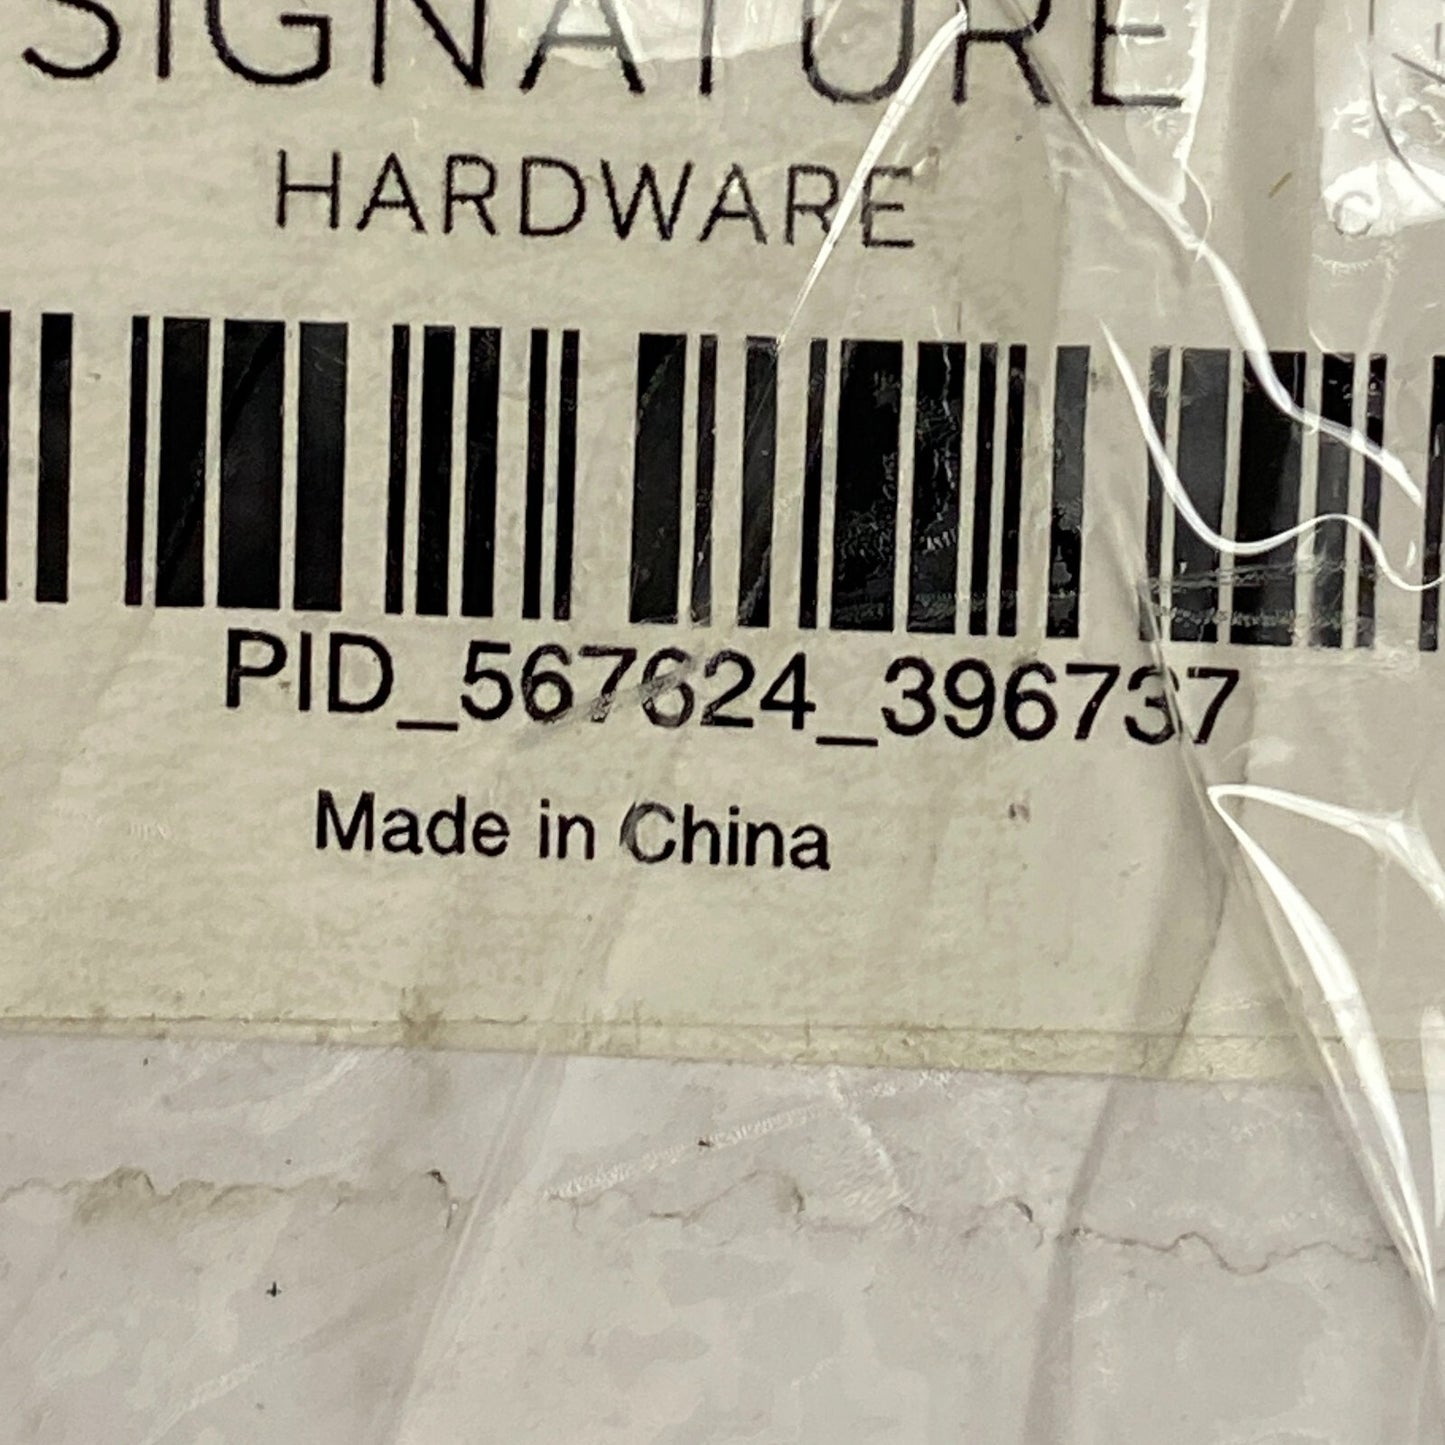 SIGNATURE
HARDWARE
PID_567624_396737
Made in China